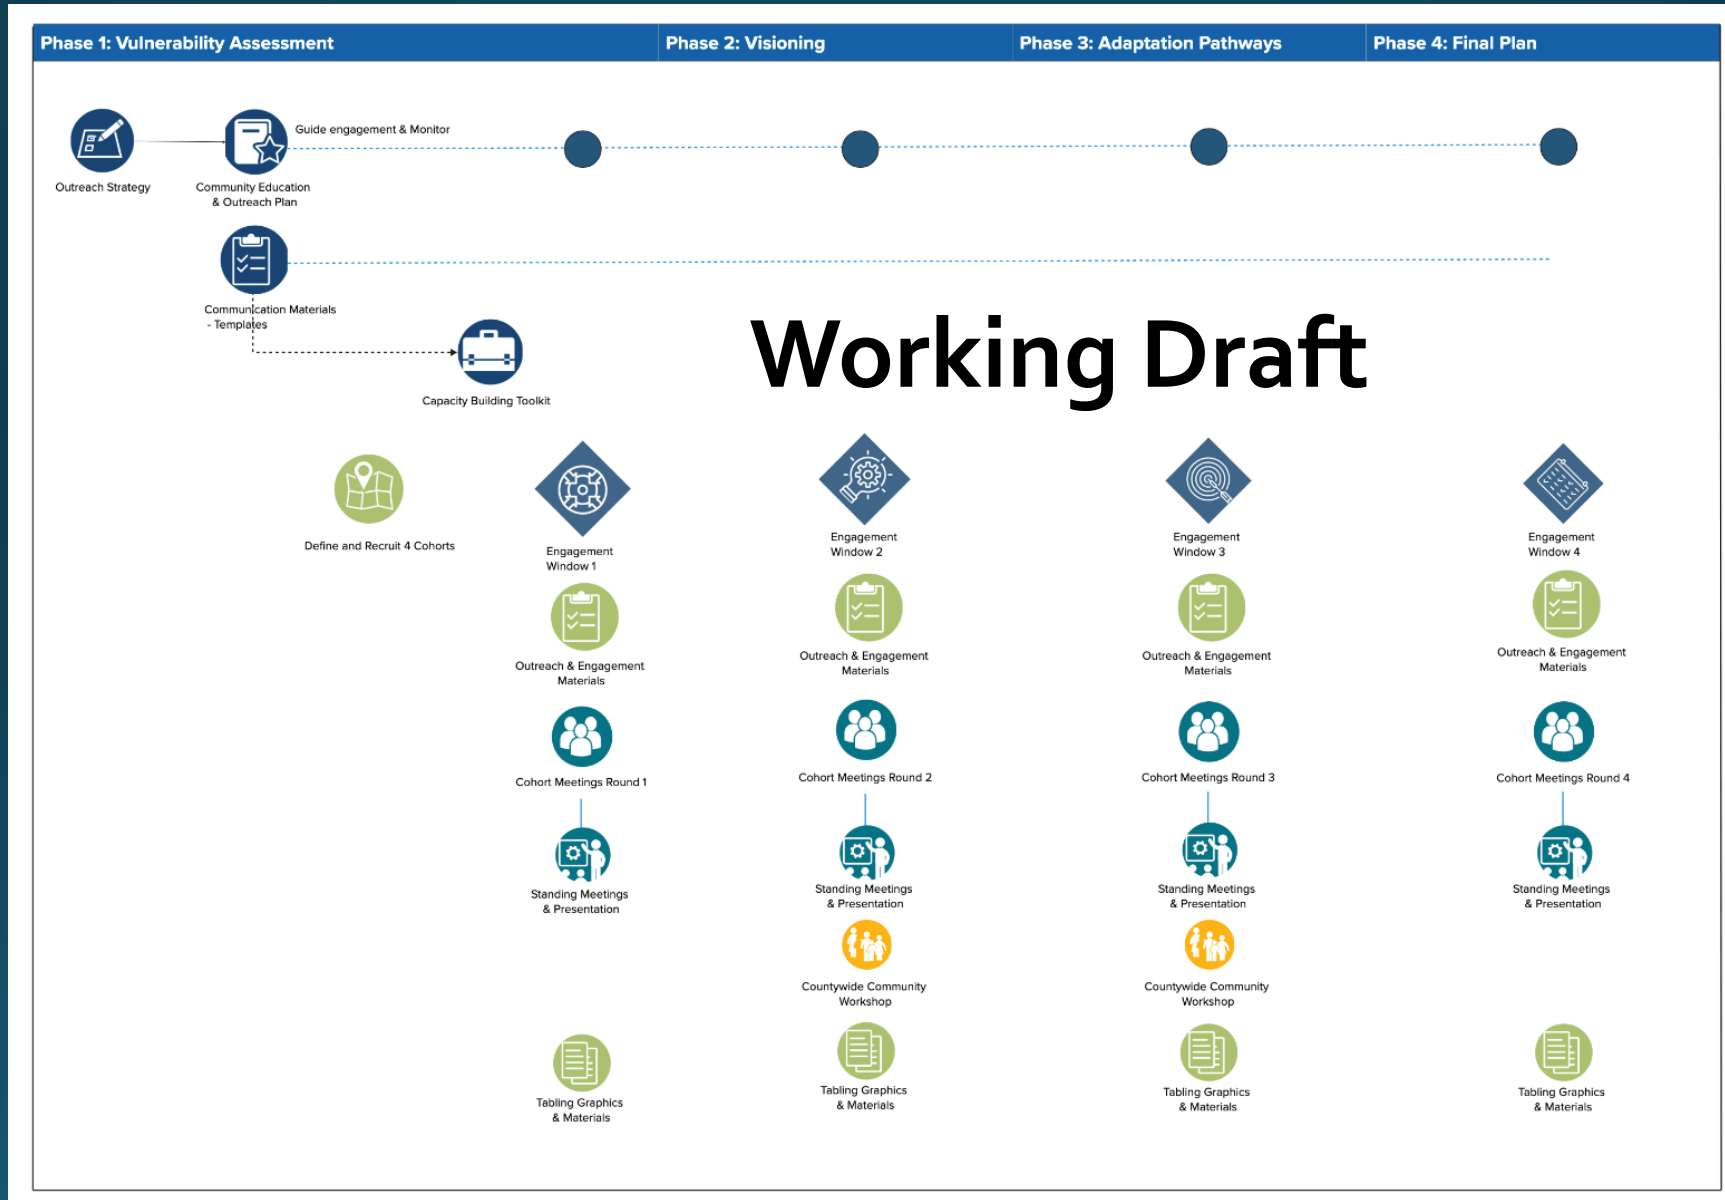 Phase 1: Vulnerability Assessment
Phase 2: Visioning
Phase 3: Adaptation Pathways
Phase 4: Final Plan
Guide engagement & Monitor
Outreach Strategy
Community Education
& Outreach Plan
Communication Materials
- Templates
Capacity Building Toolkit
Working Draft
Define and Recruit 4 Cohorts
Engagement
Window 1
Engagement
Window 2
Engagement
Window 3
Engagement
Window 4
Outreach & Engagement
Materials
Outreach & Engagement
Materials
Outreach & Engagement
Materials
Outreach & Engagement
Materials
Cohort Meetings Round 1
Cohort Meetings Round 2
Cohort Meetings Round 3
Cohort Meetings Round 4
Standing Meetings
& Presentation
Standing Meetings
& Presentation
Standing Meetings
& Presentation
Standing Meetings
& Presentation
Countywide Community
Workshop
Countywide Community
Workshop
Tabling Graphics
& Materials
Tabling Graphics
& Materials
Tabling Graphics
& Materials
Tabling Graphics
& Materials